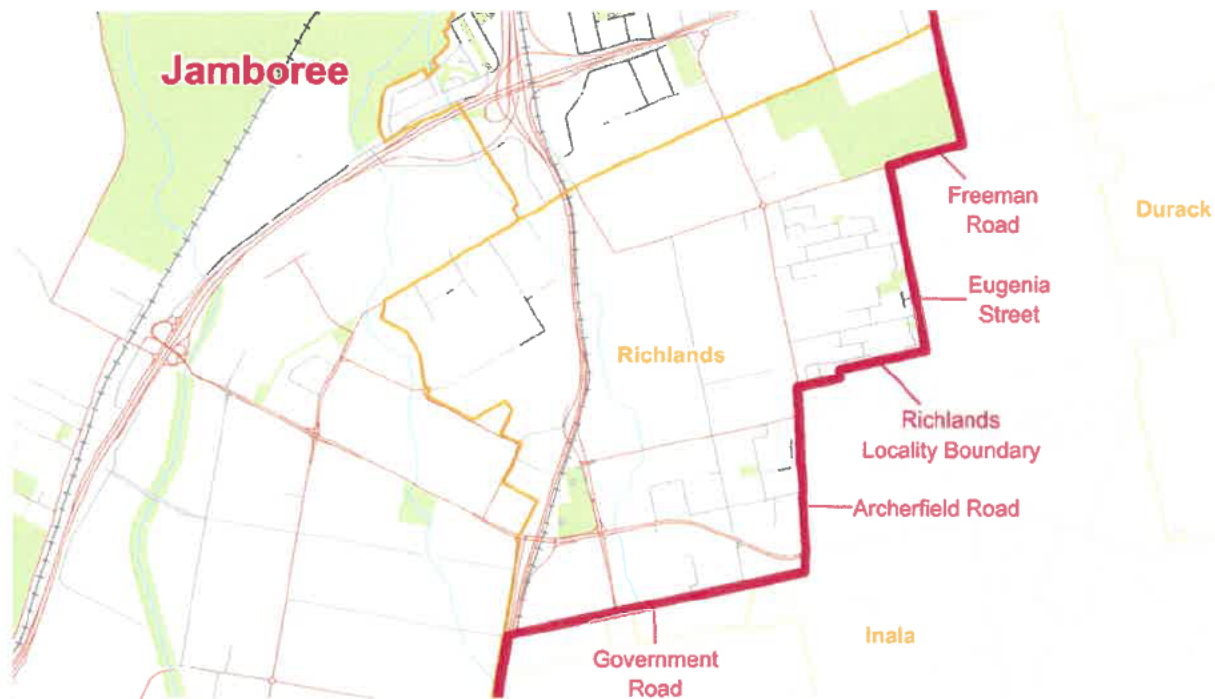 Jamboree
Freeman
Road
Durack
Eugenia
Street
Richlands
Richlands
Locality Boundary
Archerfield Road
Inala
Government
Road